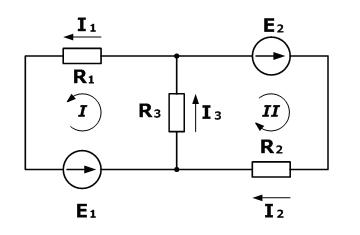 I₁
E₂
R₁
I
R₃
I₃
II
R₂
E₁
I₂